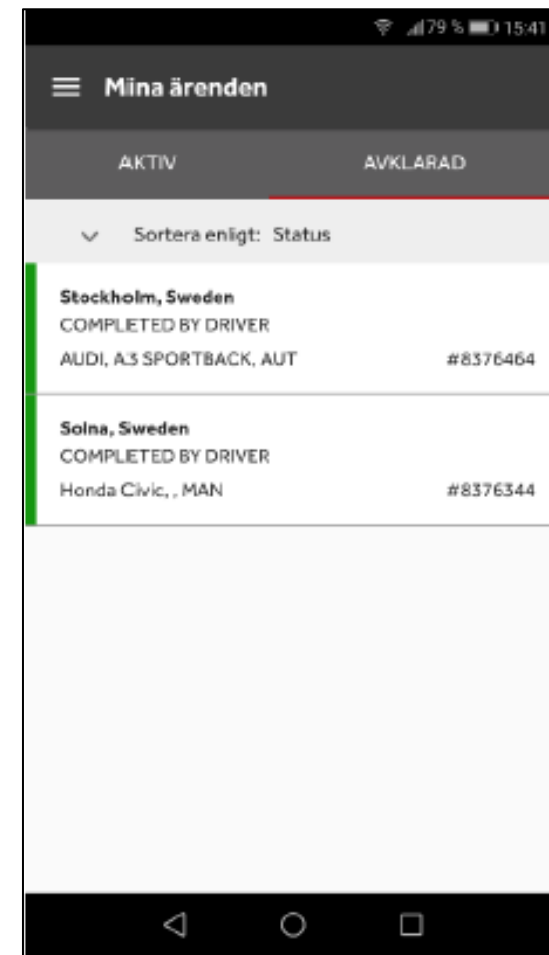 79 % 15:41
Mina ärenden
AKTIV AVKLARAD
Sortera enligt: Status
Stockholm, Sweden
COMPLETED BY DRIVER
AUDI, A3 SPORTBACK, AUT #8376464
Solna, Sweden
COMPLETED BY DRIVER
Honda Civic, , MAN #8376344